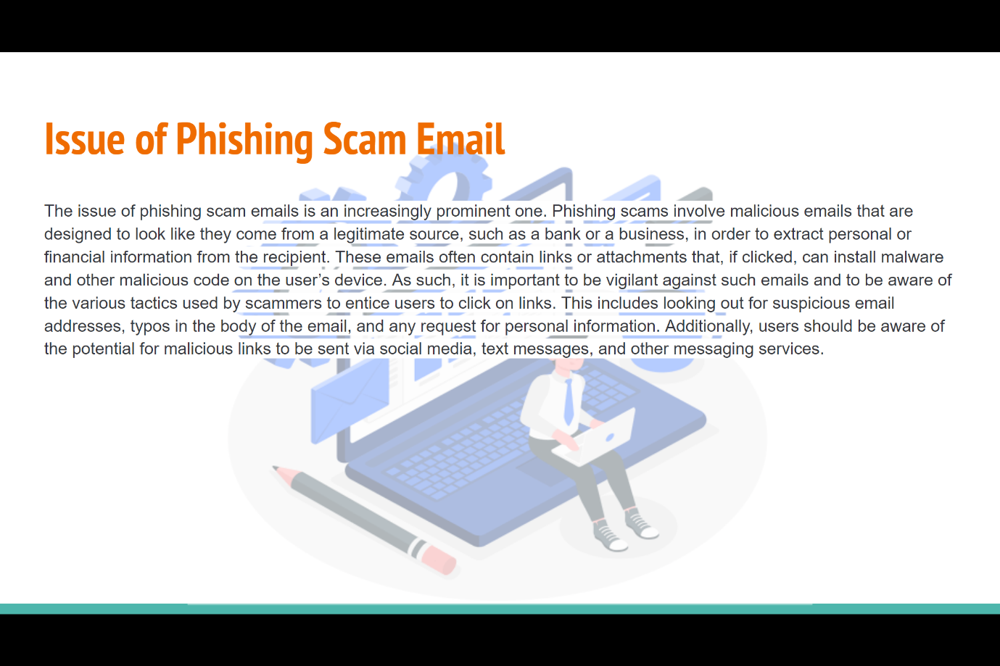 Issue of Phishing Scam Email
The issue of phishing scam emails is an increasingly prominent one. Phishing scams involve malicious emails that are
designed to look like they come from a legitimate source, such as a bank or a business, in order to extract personal or
financial information from the recipient. These emails often contain links or attachments that, if clicked, can install malware
and other malicious code on the user’s device. As such, it is important to be vigilant against such emails and to be aware of
the various tactics used by scammers to entice users to click on links. This includes looking out for suspicious email
addresses, typos in the body of the email, and any request for personal information. Additionally, users should be aware of
the potential for malicious links to be sent via social media, text messages, and other messaging services.